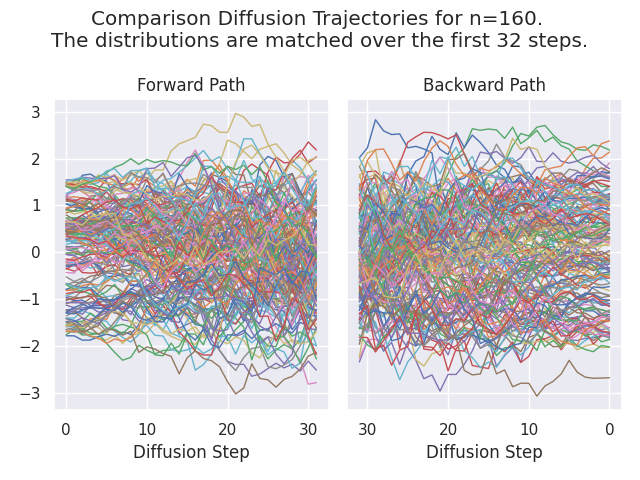 Comparison Diffusion Trajectories for n=160.
The distributions are matched over the first 32 steps.
Forward Path
Backward Path
3
2
1
0
−1
−2
−3
0 10 20 30
30 20 10 0
Diffusion Step
Diffusion Step